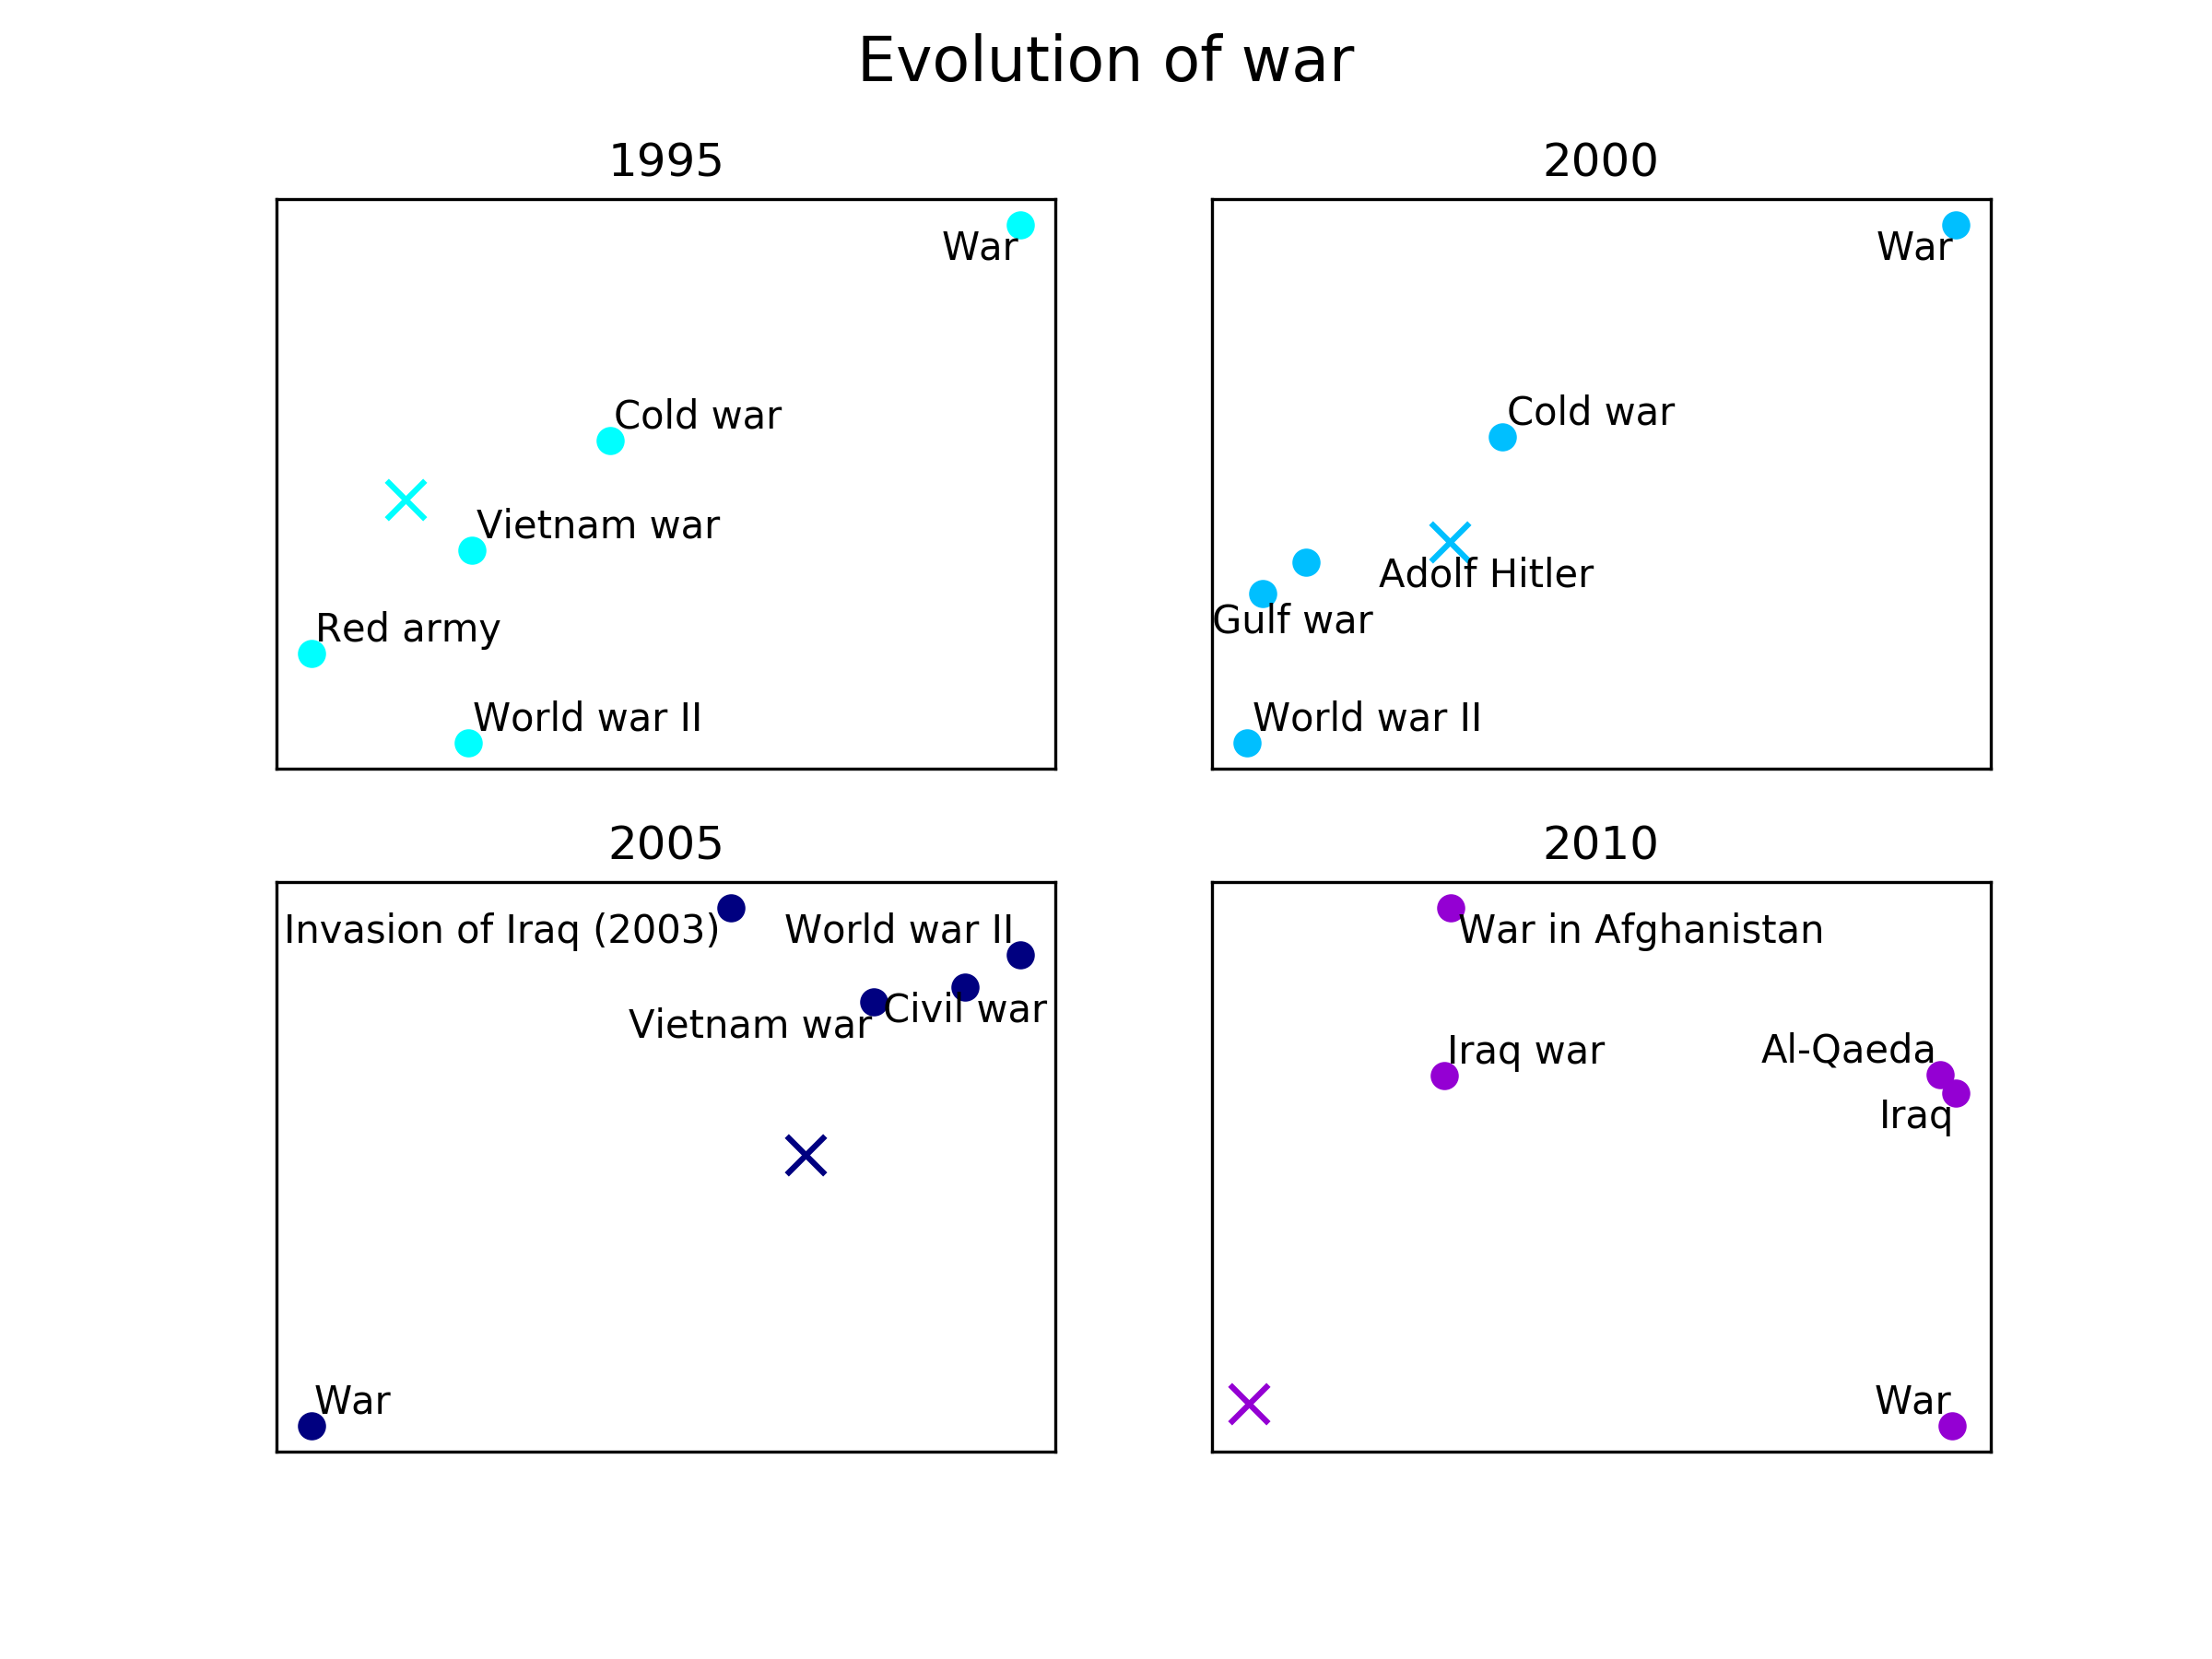 Evolution of war
1995
War
Cold war
Vietnam war
Red army
World war II
2000
War
Cold war
Adolf Hitler
Gulf war
World war II
2005
Invasion of Iraq (2003)
World war II
Vietnam war
Civil war
War
2010
War in Afghanistan
Iraq war
Al-Qaeda
Iraq
War